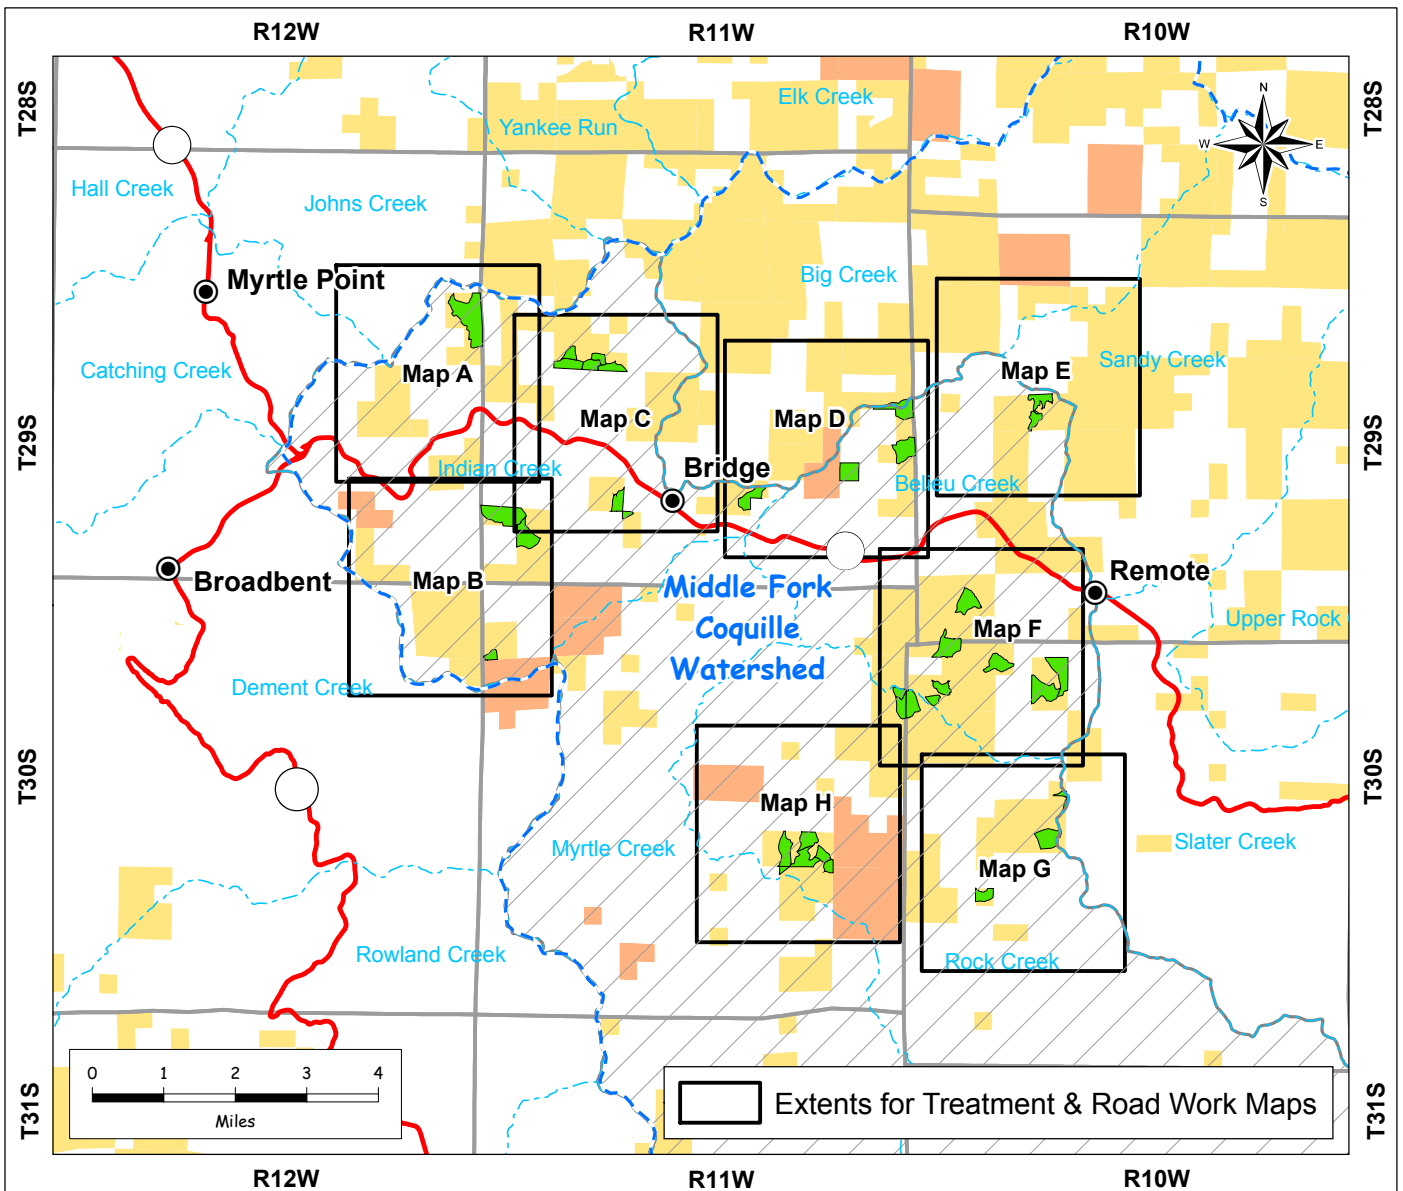 R12W
R11W
R10W
T28S
T28S
Elk Creek
Yankee Run
N
W
E
S
Hall Creek
Johns Creek
Myrtle Point
Big Creek
Catching Creek
Map A
Map E
Sandy Creek
T29S
Map C
Map D
T29S
Indian Creek
Bridge
Belieu Creek
Broadbent
Map B
Middle Fork
Coquille
Watershed
Remote
Map F
Upper Rock
Dement Creek
T30S
T30S
Map H
Myrtle Creek
Slater Creek
Map G
Rowland Creek
Rock Creek
0 1 2 3 4
Miles
T31S
Extents for Treatment & Road Work Maps
T31S
R12W
R11W
R10W